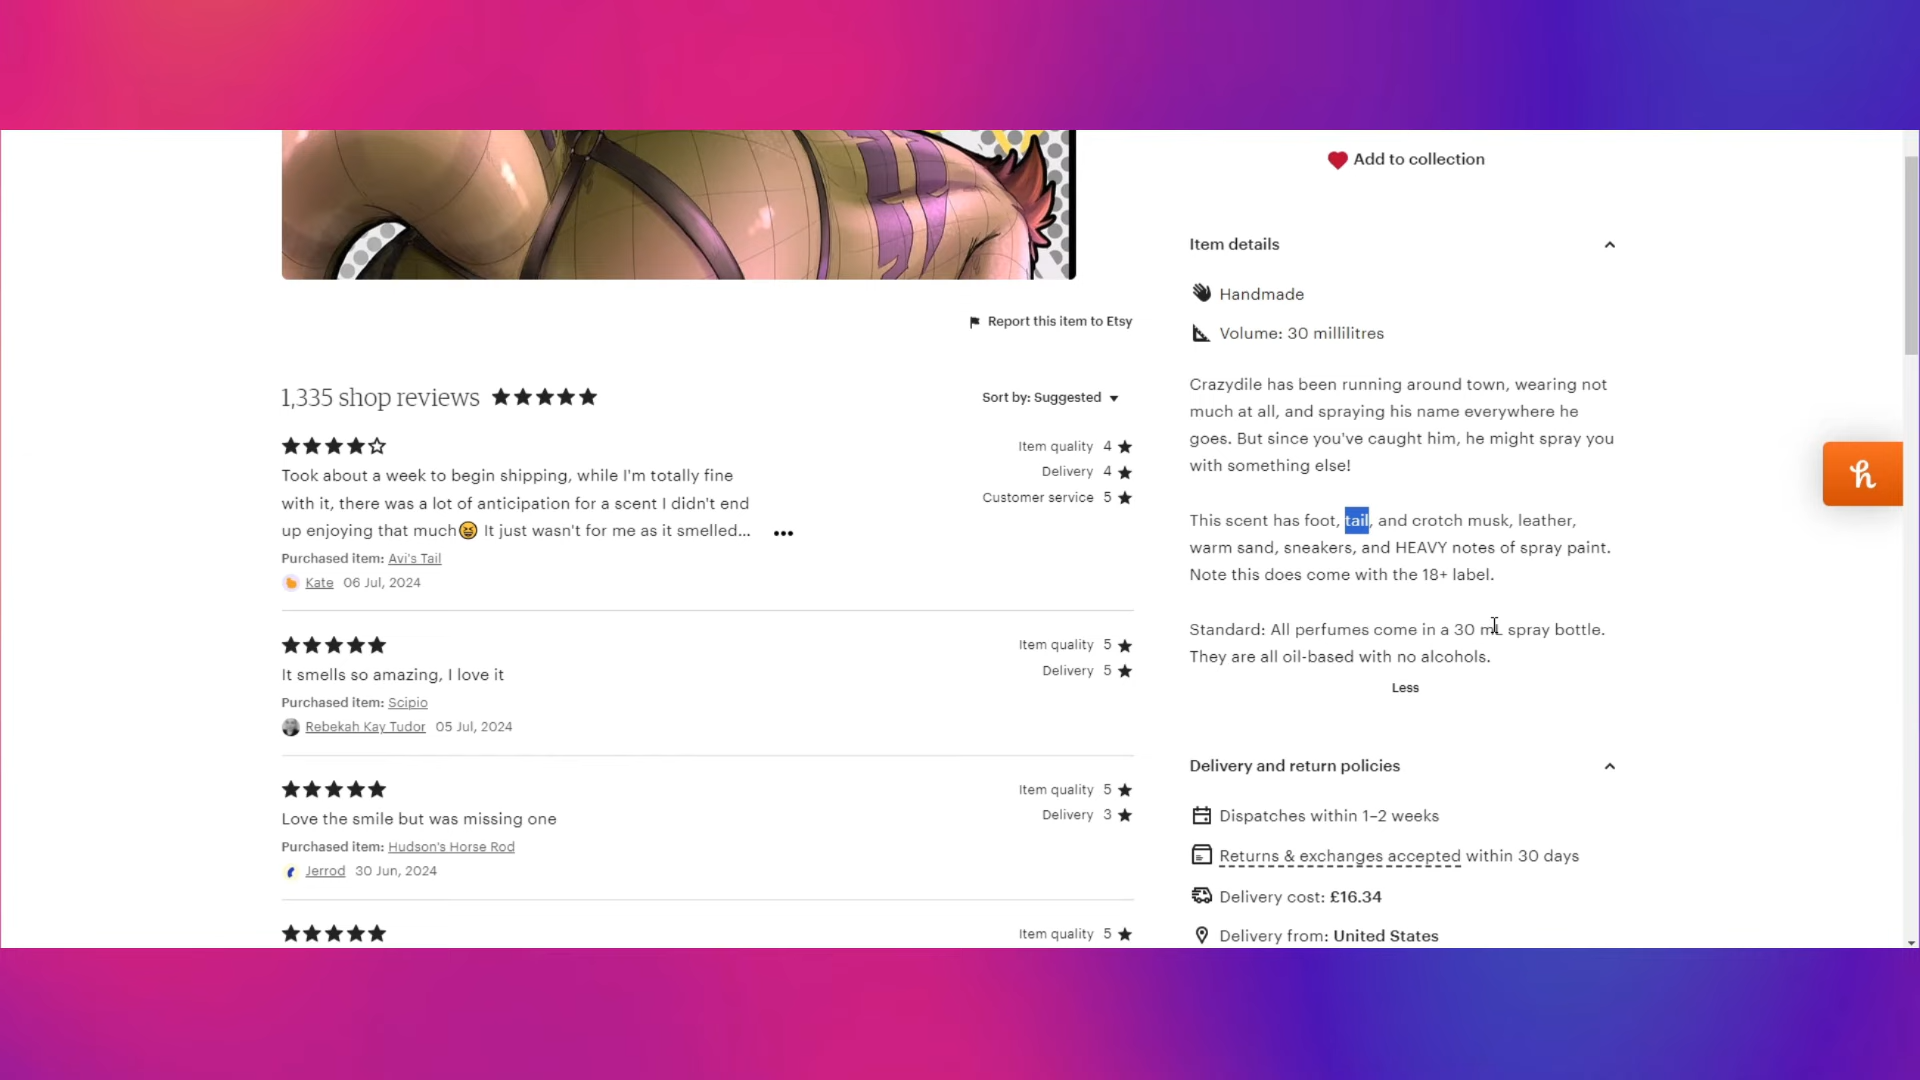 Add to collection
Item details
Handmade
Volume: 30 millilitres
Crazydile has been running around town, wearing not
much at all, and spraying his name everywhere he
goes. But since you've caught him, he might spray you
with something else!
This scent has foot, tail, and crotch musk, leather,
warm sand, sneakers, and HEAVY notes of spray paint.
Note this does come with the 18+ label.
Standard: All perfumes come in a 30 mL spray bottle.
They are all oil-based with no alcohols.
Less
Delivery and return policies
Dispatches within 1–2 weeks
Returns & exchanges accepted within 30 days
Delivery cost: £16.34
Delivery from: United States
Report this item to Etsy
1,335 shop reviews
Sort by: Suggested
Item quality 4
Delivery 4
Customer service 5
Took about a week to begin shipping, while I'm totally fine
with it, there was a lot of anticipation for a scent I didn't end
up enjoying that much😆 It just wasn't for me as it smelled...
Purchased item: Avi's Tail
Kate 06 Jul, 2024
Item quality 5
Delivery 5
It smells so amazing, I love it
Purchased item: Scipio
Rebekah Kay Tudor 05 Jul, 2024
Item quality 5
Delivery 3
Love the smile but was missing one
Purchased item: Hudson's Horse Rod
Jerrod 30 Jun, 2024
Item quality 5